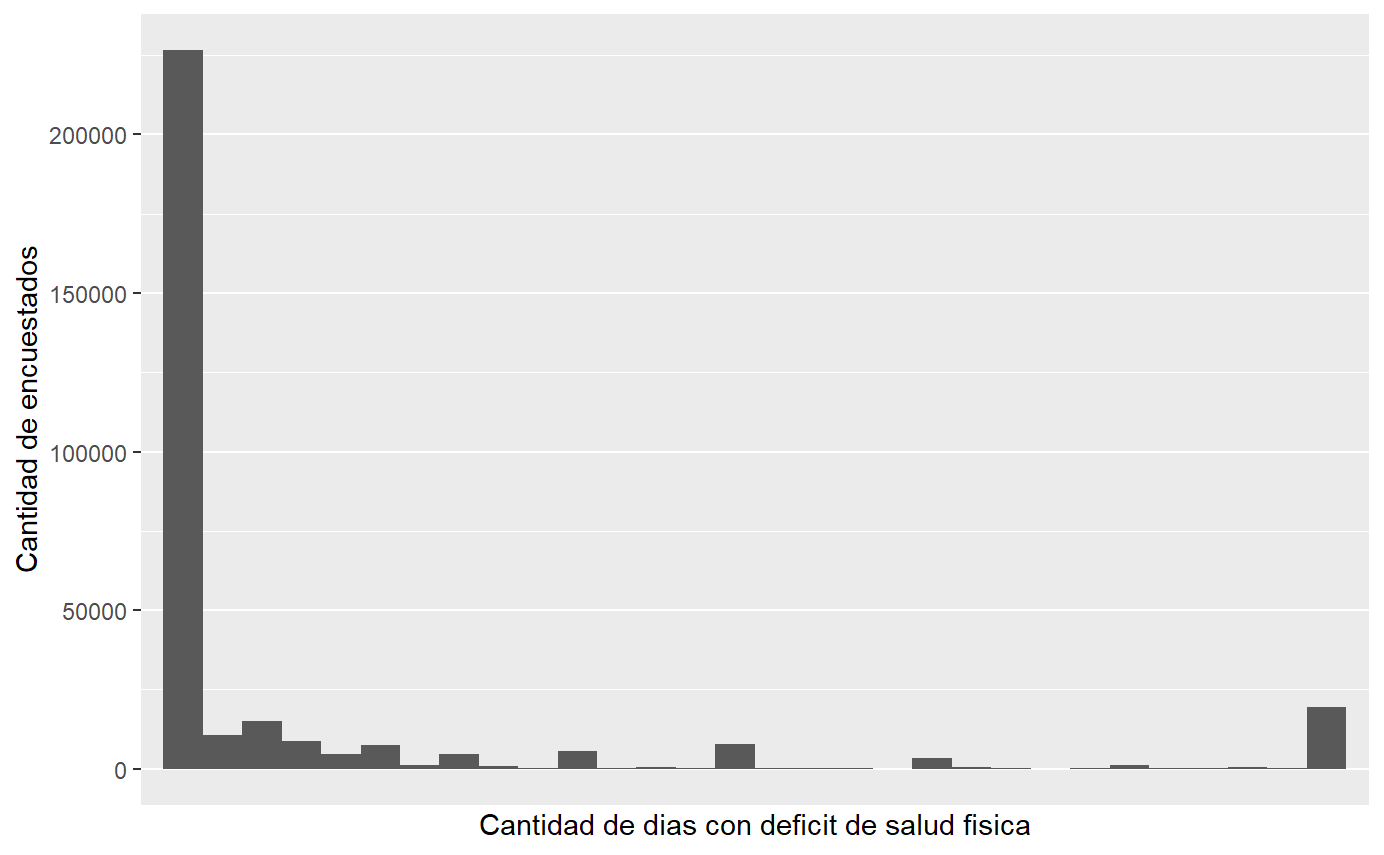 Cantidad de encuestados
200000
150000
100000
50000
0
Cantidad de dias con deficit de salud fisica